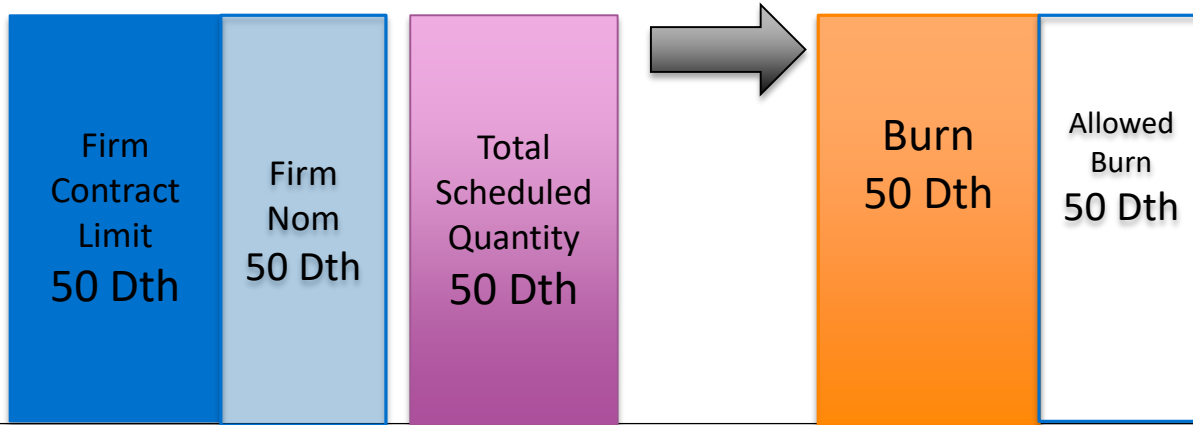 Firm
Contract
Limit
50 Dth
Firm
Nom
50 Dth
Total
Scheduled
Quantity
50 Dth
Burn
50 Dth
Allowed
Burn
50 Dth